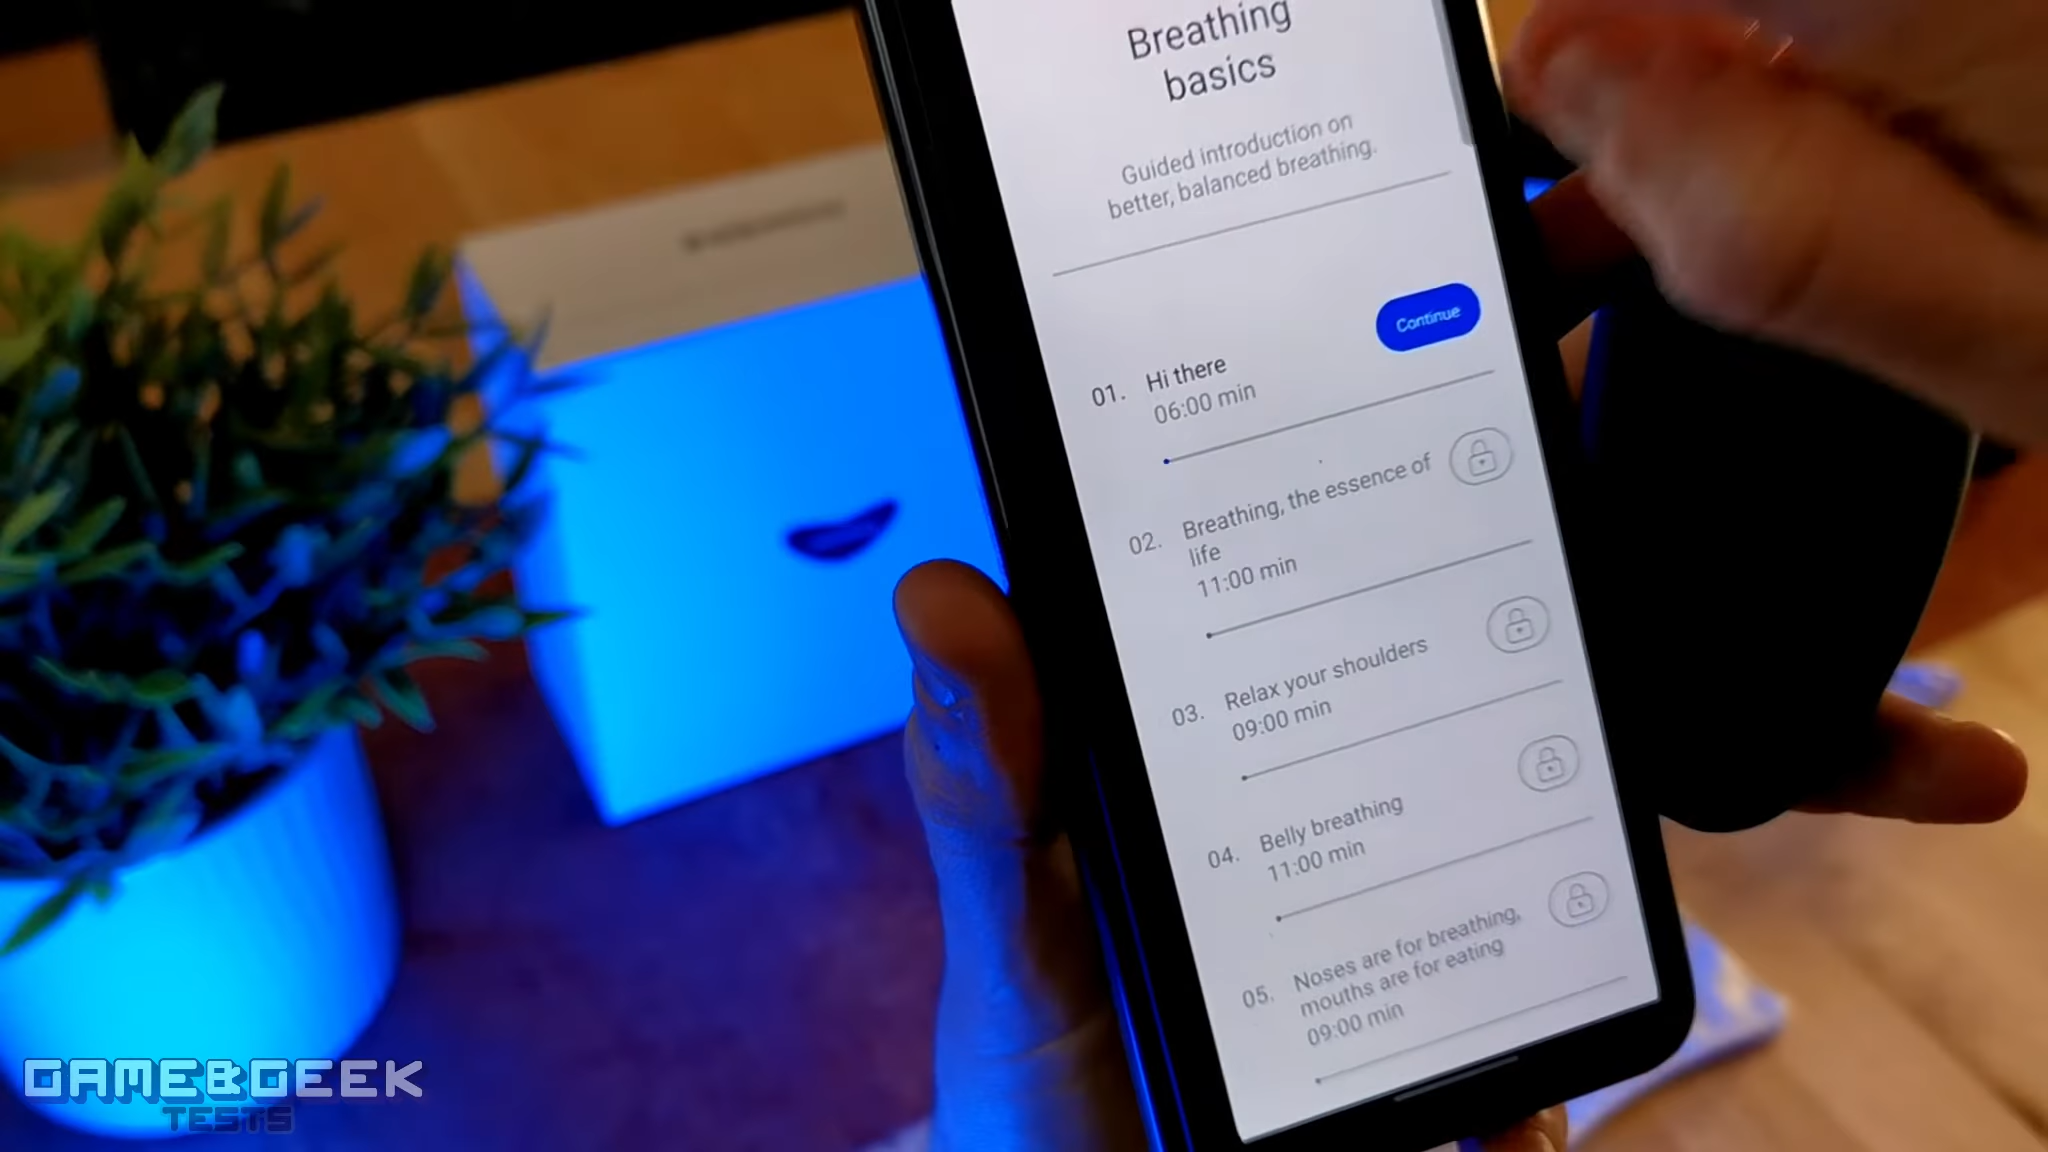 Breathing
basics
Guided introduction on
better, balanced breathing.
Continue
01. Hi there
06:00 min
02. Breathing, the essence of
life
11:00 min
03. Relax your shoulders
09:00 min
04. Belly breathing
11:00 min
05. Noses are for breathing,
mouths are for eating
09:00 min
GAME&GEEK
TESTS